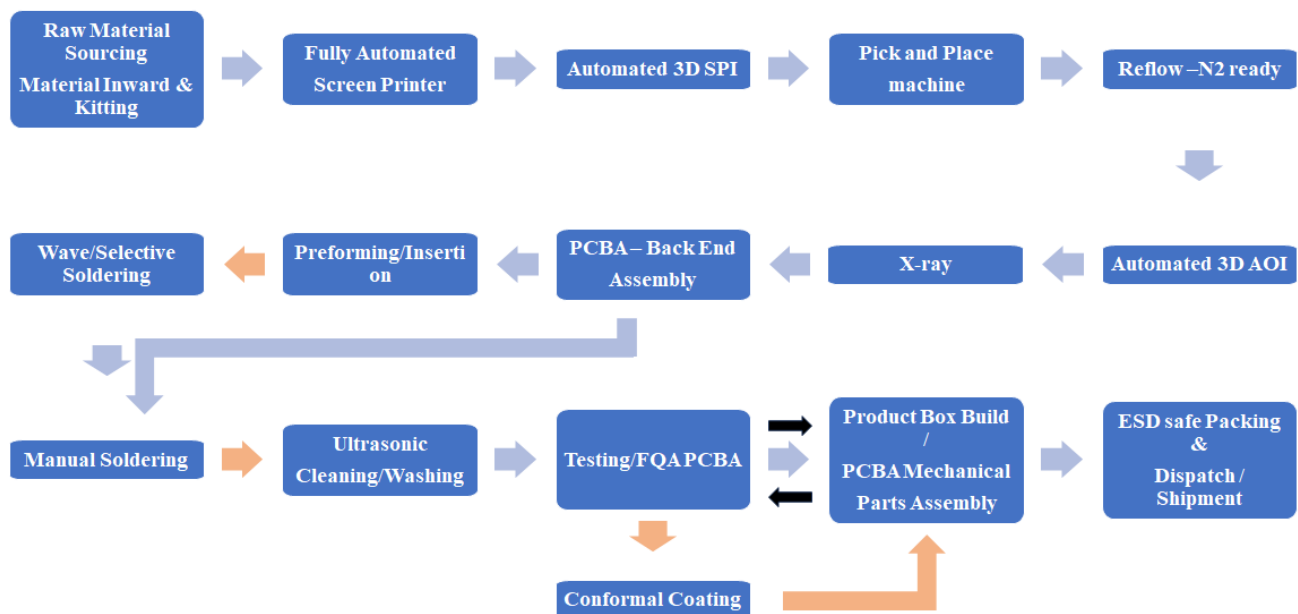 Raw Material
Sourcing
Material Inward &
Kitting
Fully Automated
Screen Printer
Automated 3D SPI
Pick and Place
machine
Reflow –N2 ready
Wave/Selective
Soldering
Preforming/Inserti
on
PCBA – Back End
Assembly
X-ray
Automated 3D AOI
Manual Soldering
Ultrasonic
Cleaning/Washing
Testing/FQA PCBA
Product Box Build
/
PCBA Mechanical
Parts Assembly
ESD safe Packing
&
Dispatch /
Shipment
Conformal Coating